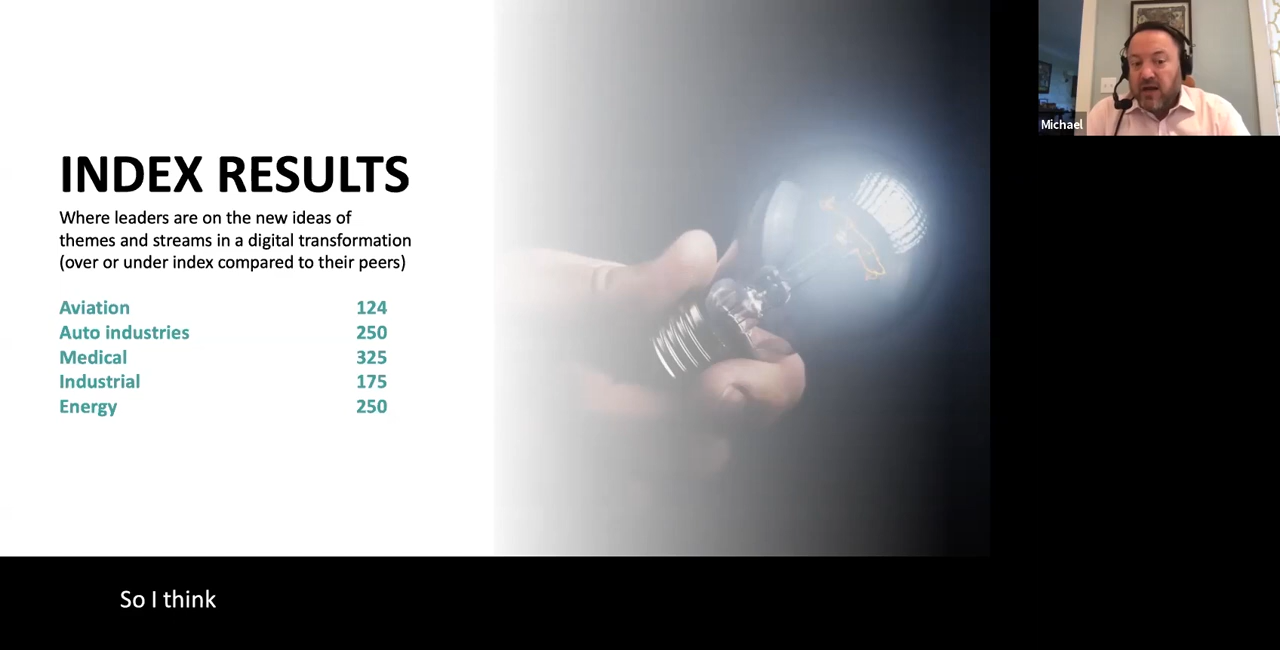 INDEX RESULTS
Where leaders are on the new ideas of
themes and streams in a digital transformation
(over or under index compared to their peers)
Aviation 124
Auto industries 250
Medical 325
Industrial 175
Energy 250
Michael
So I think